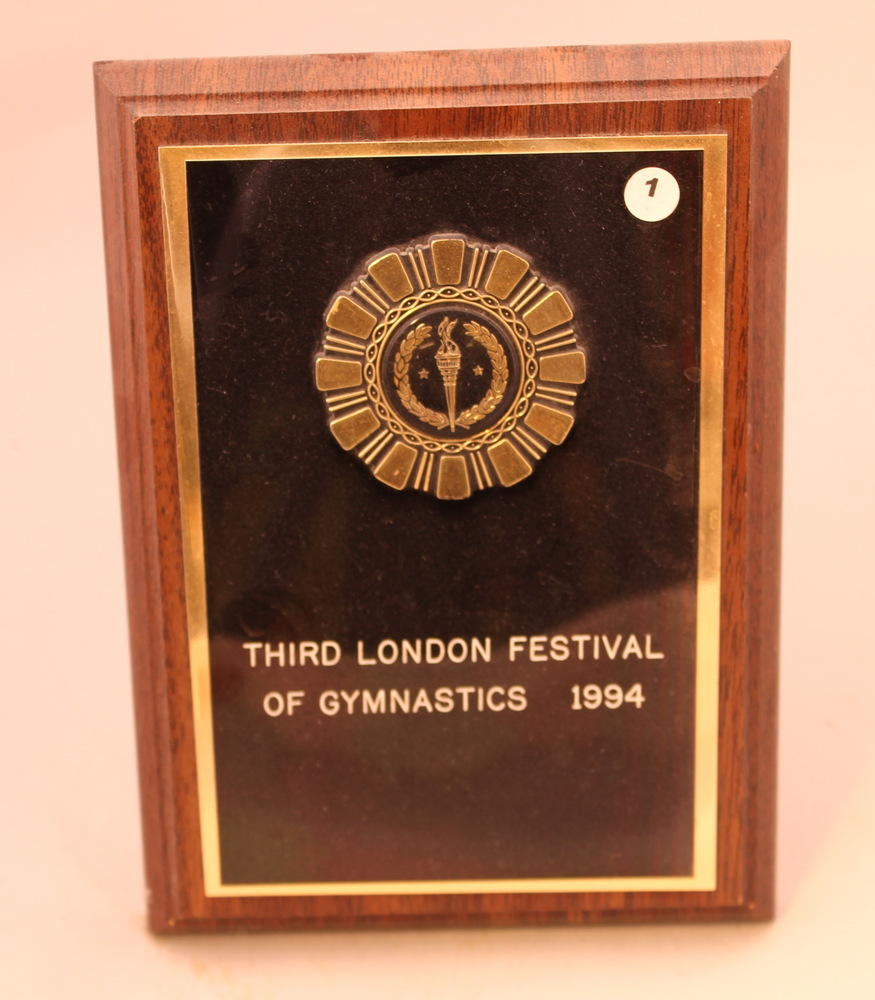 1
THIRD LONDON FESTIVAL
OF GYMNASTICS 1994